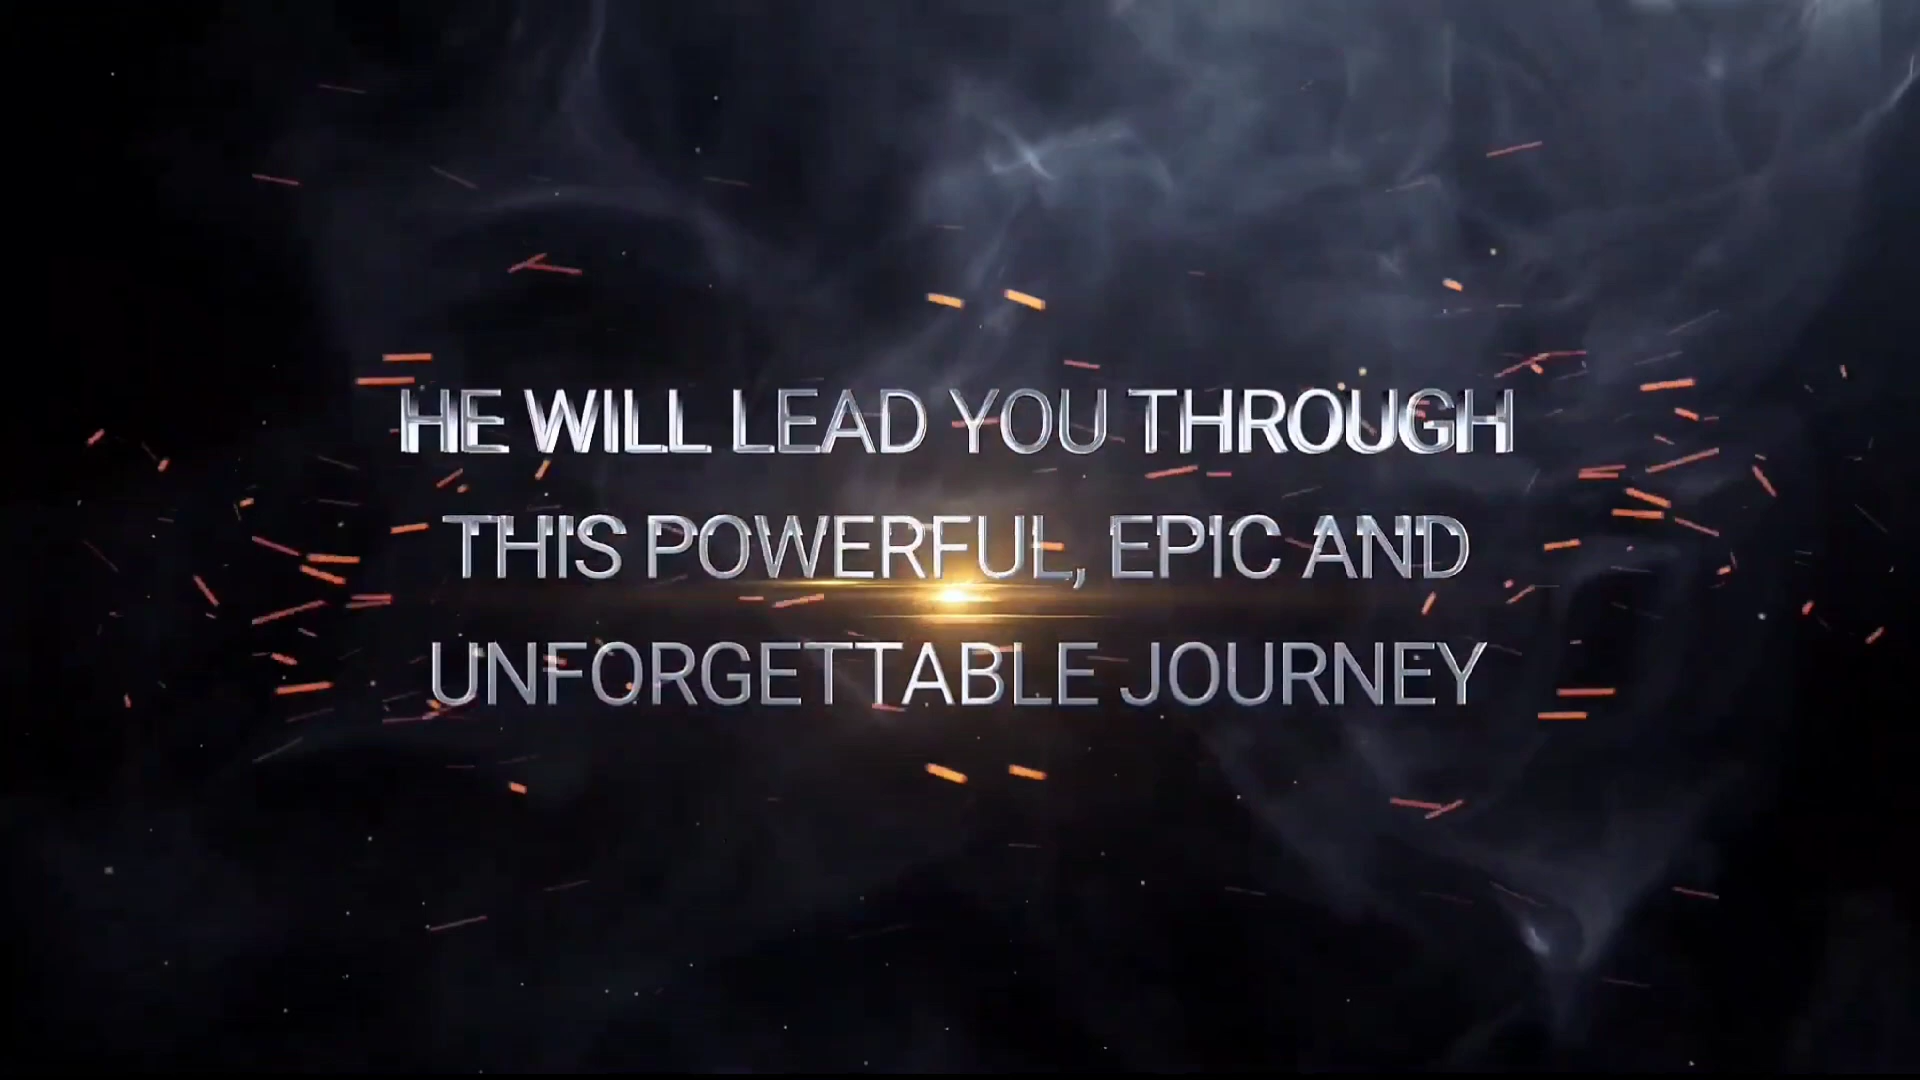 HE WILL LEAD YOU THROUGH
THIS POWERFUL, EPIC AND
UNFORGETTABLE JOURNEY